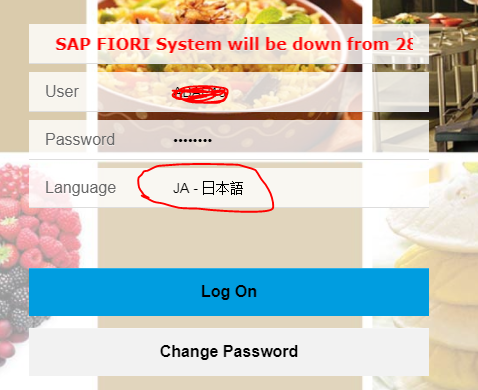 SAP FIORI System will be down from 28
User
Password ········
Language JA - 日本語
Log On
Change Password